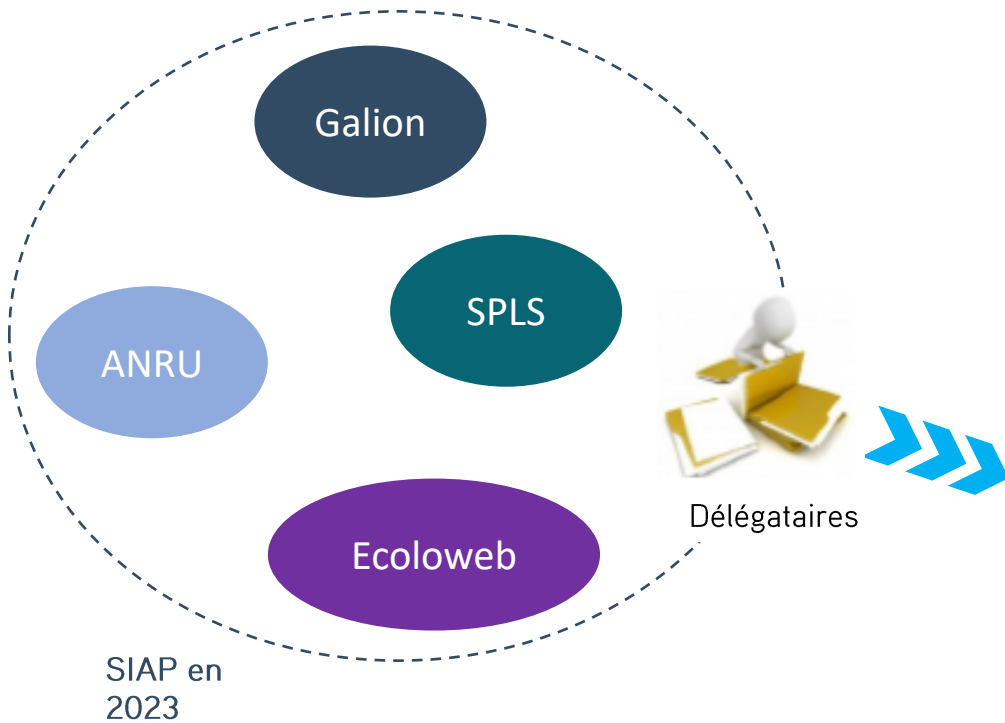 Galion
SPLS
ANRU
Délégataires
Ecoloweb
SIAP en
2023